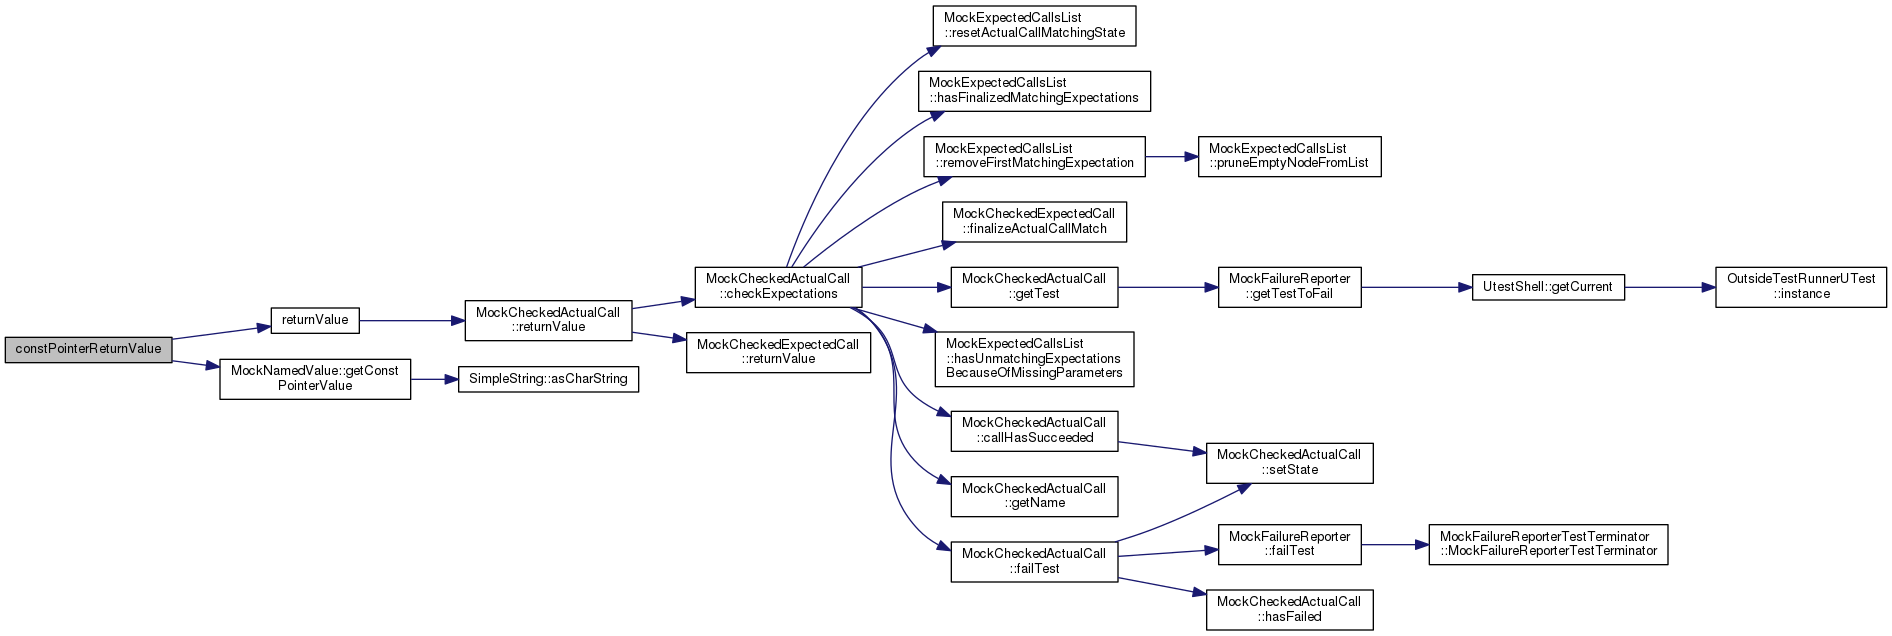 constPointerReturnValue
returnValue
MockNamedValue::getConst
PointerValue
MockCheckedActualCall
::returnValue
SimpleString::asCharString
MockCheckedActualCall
::checkExpectations
MockCheckedExpectedCall
::returnValue
MockExpectedCallsList
::resetActualCallMatchingState
MockExpectedCallsList
::hasFinalizedMatchingExpectations
MockExpectedCallsList
::removeFirstMatchingExpectation
MockExpectedCallsList
::pruneEmptyNodeFromList
MockCheckedExpectedCall
::finalizeActualCallMatch
MockCheckedActualCall
::getTest
MockFailureReporter
::getTestToFail
UtestShell::getCurrent
OutsideTestRunnerUTest
::instance
MockExpectedCallsList
::hasUnmatchingExpectations
BecauseOfMissingParameters
MockCheckedActualCall
::callHasSucceeded
MockCheckedActualCall
::setState
MockCheckedActualCall
::getName
MockCheckedActualCall
::failTest
MockFailureReporter
::failTest
MockFailureReporterTestTerminator
::MockFailureReporterTestTerminator
MockCheckedActualCall
::hasFailed